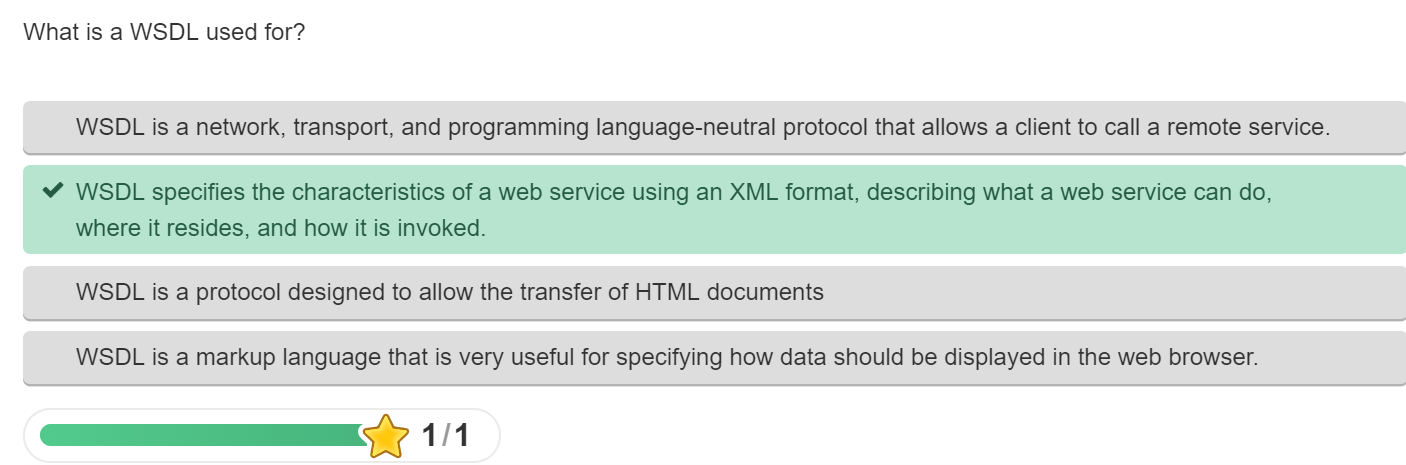 What is a WSDL used for?
WSDL is a network, transport, and programming language-neutral protocol that allows a client to call a remote service.
WSDL specifies the characteristics of a web service using an XML format, describing what a web service can do,
where it resides, and how it is invoked.
WSDL is a protocol designed to allow the transfer of HTML documents
WSDL is a markup language that is very useful for specifying how data should be displayed in the web browser.
1/1